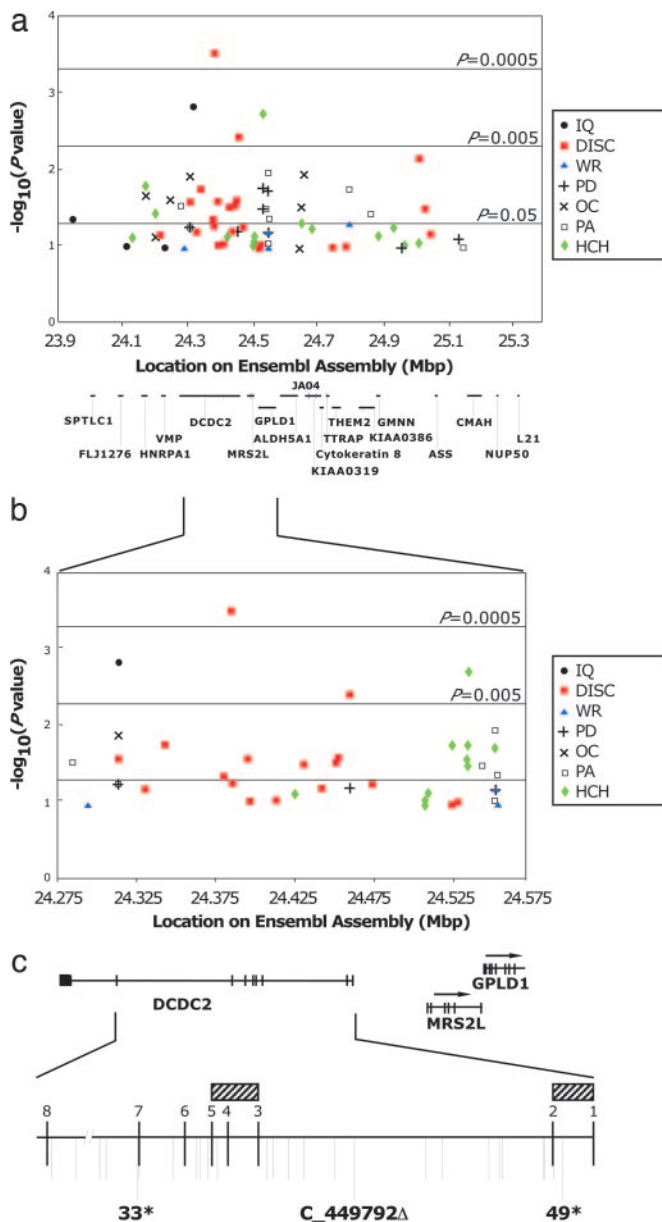 a
4
P=0.0005
3
P=0.005
2
P=0.05
1
0
-log10(P value)
23.9 24.1 24.3 24.5 24.7 24.9 25.1 25.3
Location on Ensembl Assembly (Mbp)
IQ
DISC
WR
PD
OC
PA
HCH
JA04
SPTLC1 DCDC2 GPLD1 THEM2 GMNN CMAH
VMP ALDH5A1 TTRAP KIAA0386 L21
FLJ1276 HNRPA1 MRS2L Cytokeratin 8 ASS NUP50
KIAA0319
b
4
P=0.0005
3
P=0.005
2
1
0
-log10(P value)
24.275 24.325 24.375 24.425 24.475 24.525 24.575
Location on Ensembl Assembly (Mbp)
IQ
DISC
WR
PD
OC
PA
HCH
c
GPLD1
DCDC2
MRS2L
8 7 6 5 4 3 2 1
33* C_449792Δ 49*